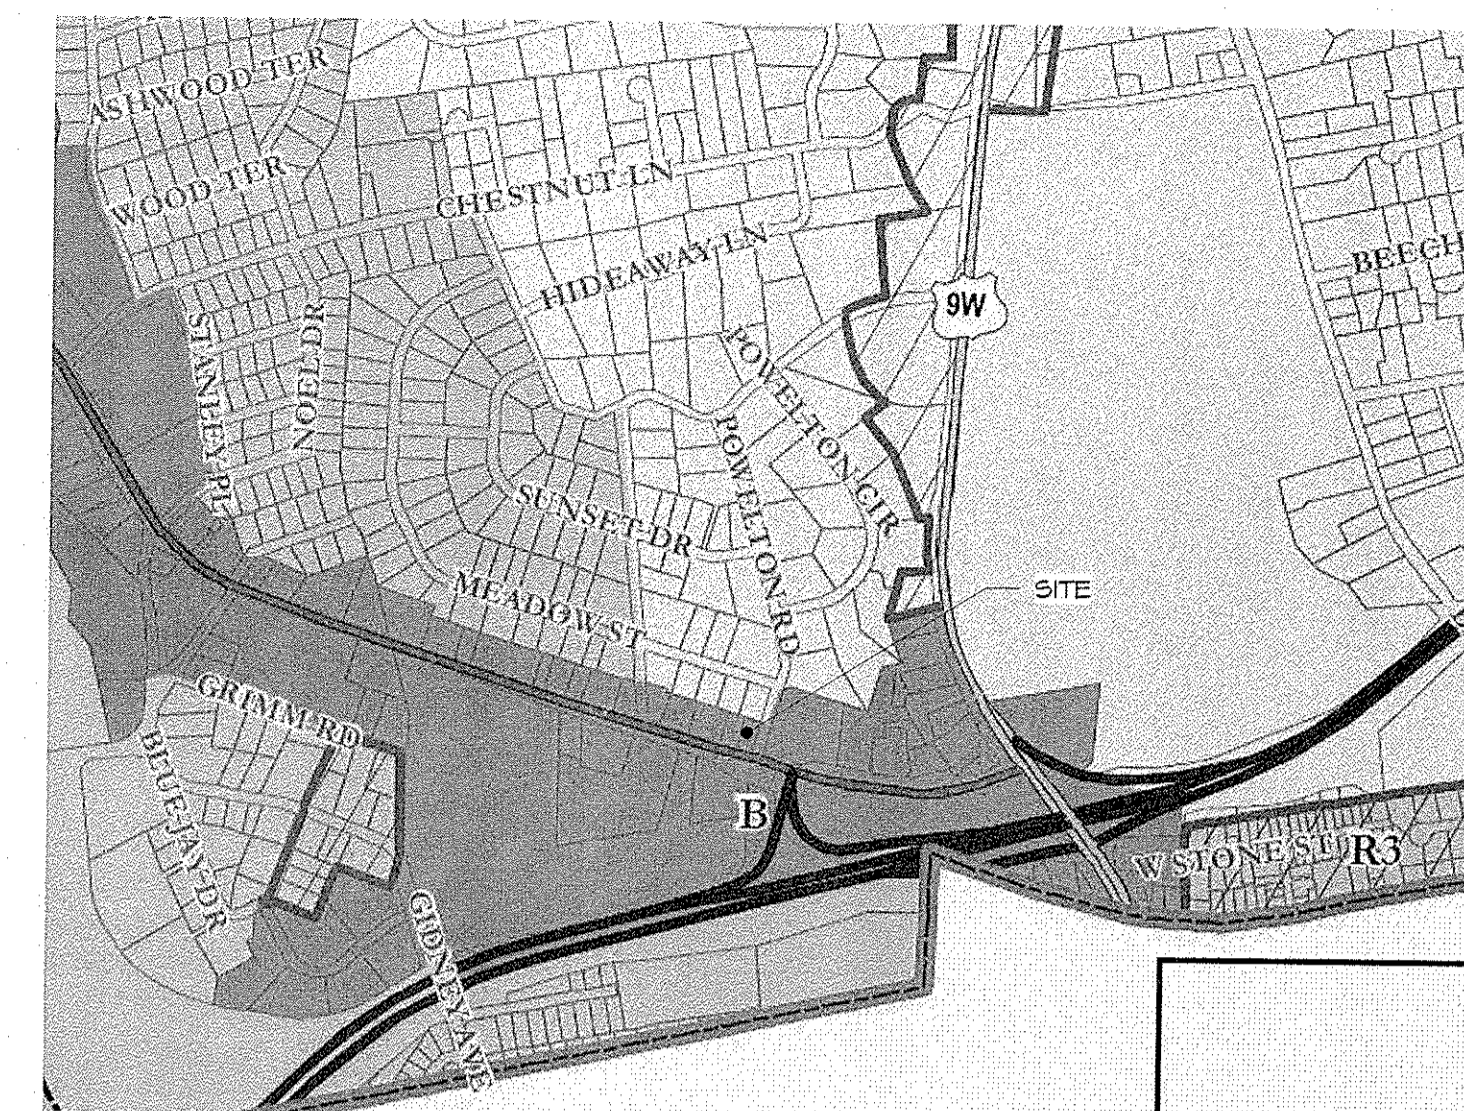 ASHWOOD TER
WOOD TER
CHESTNUT LN
HIDEAWAY LN
BEECH
9W
STANLEY PL
NOEL DR
POWELTON CIR
POWELTON RD
SUNSET DR
MEADOW ST
SITE
GRIMM RD
BLUE JAY DR
B
W STONE ST
R3
GIDNEY AVE